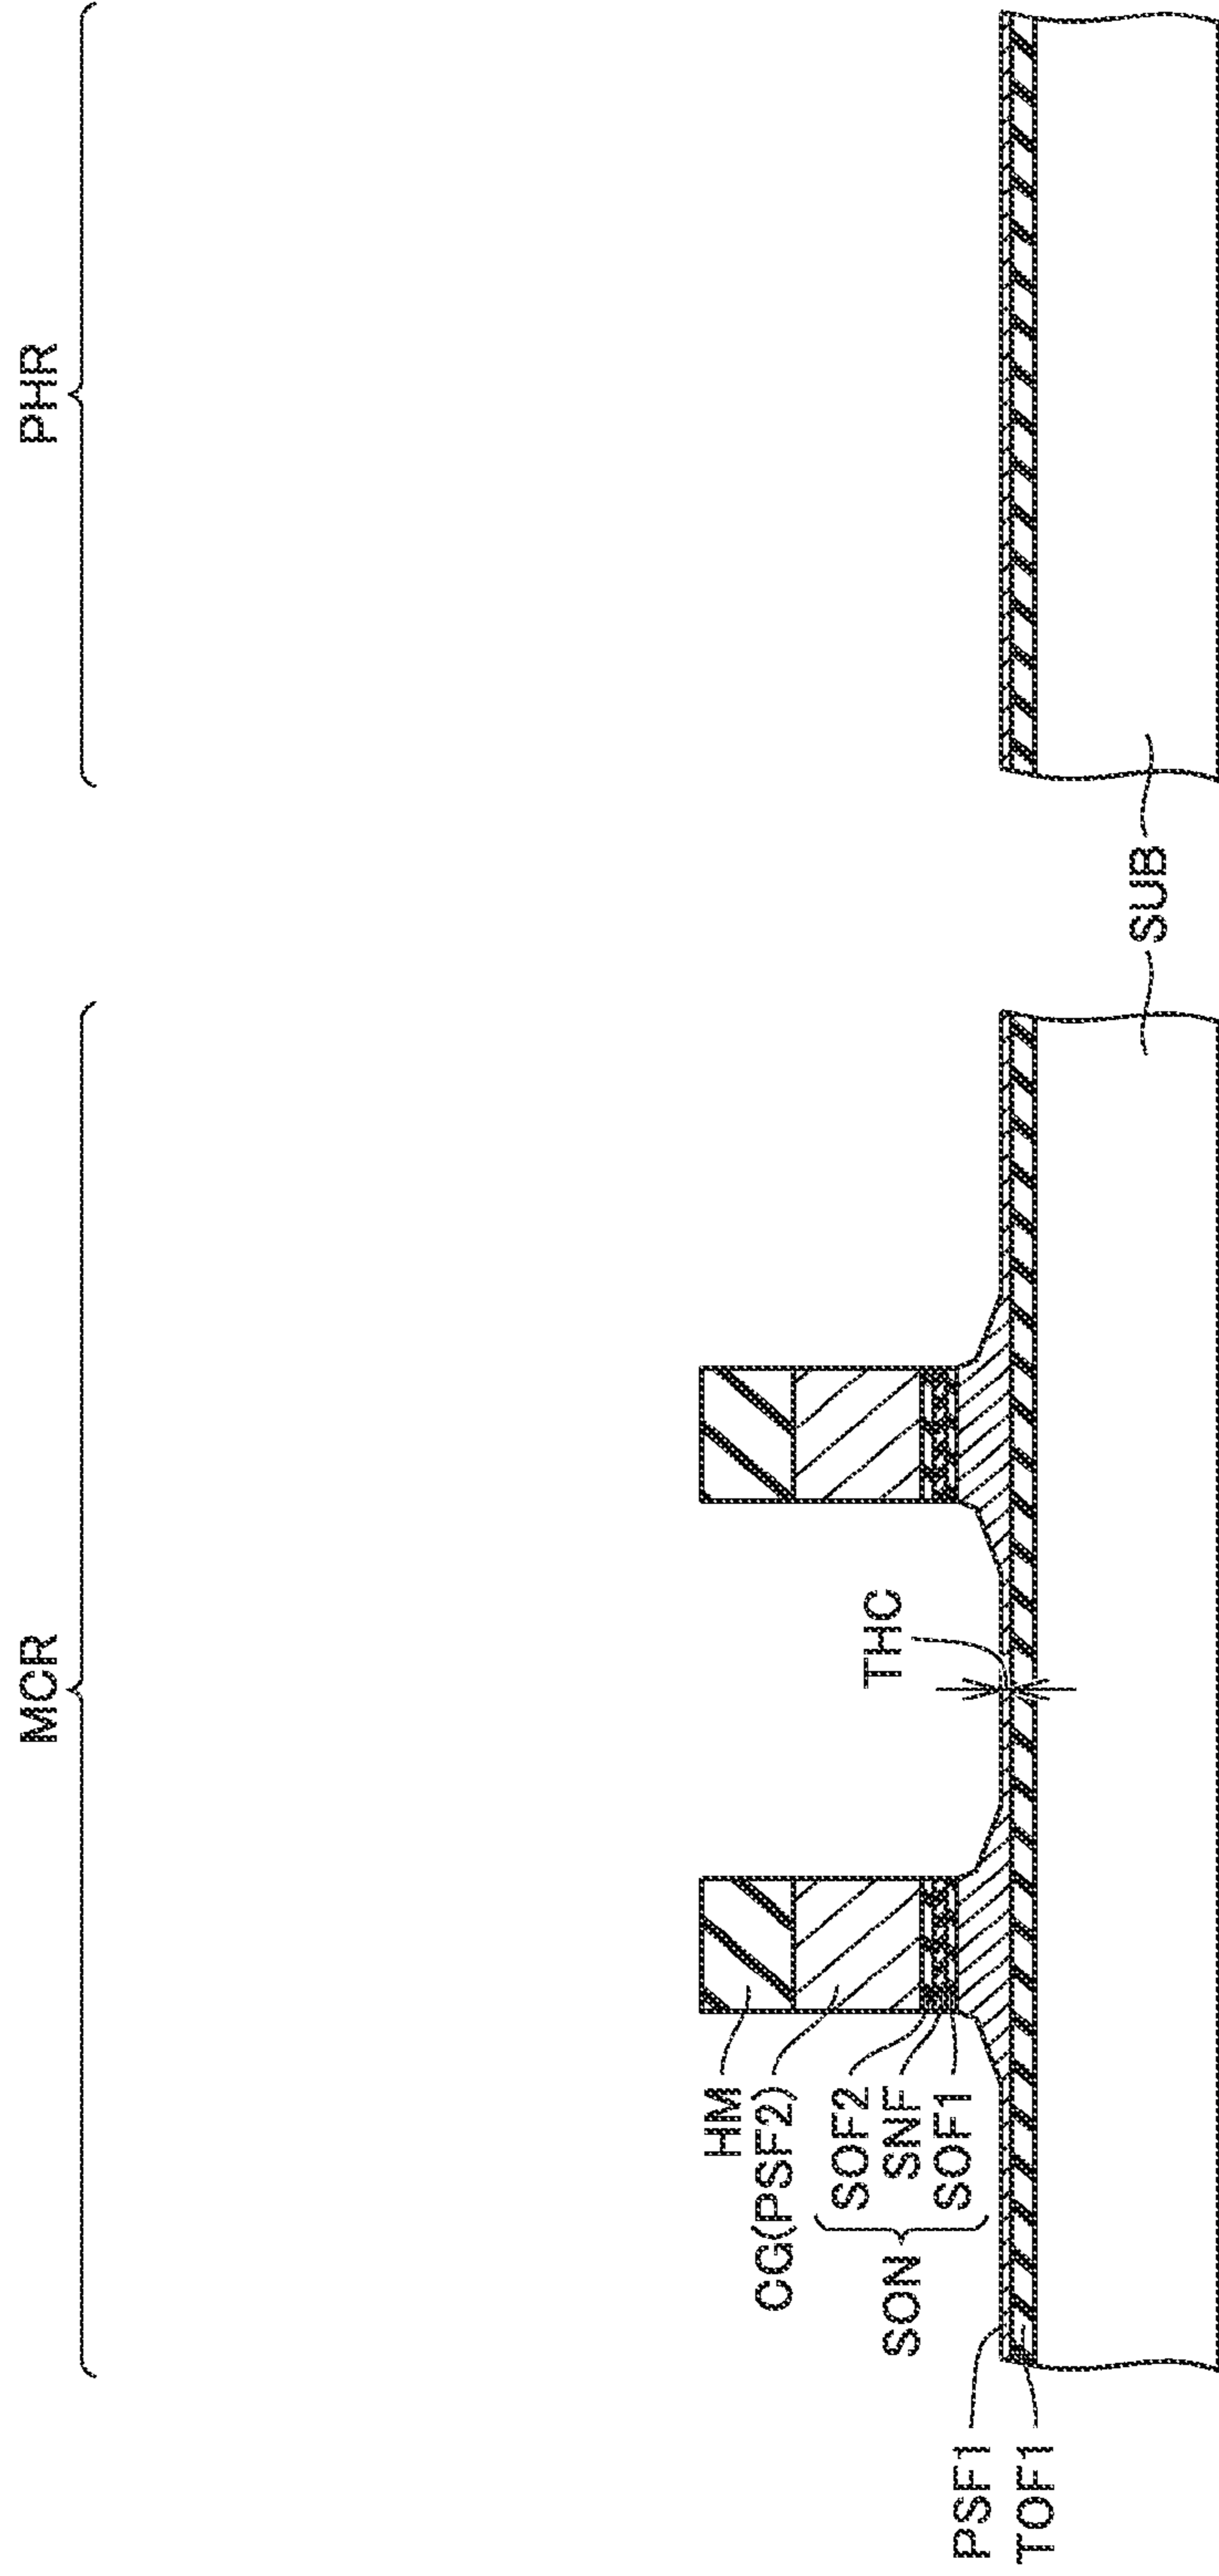 MCR
PHR
THC
HM
CG(PSF2)
SOF2
SNF
SOF1
SON
PSF1
TOF1
SUB